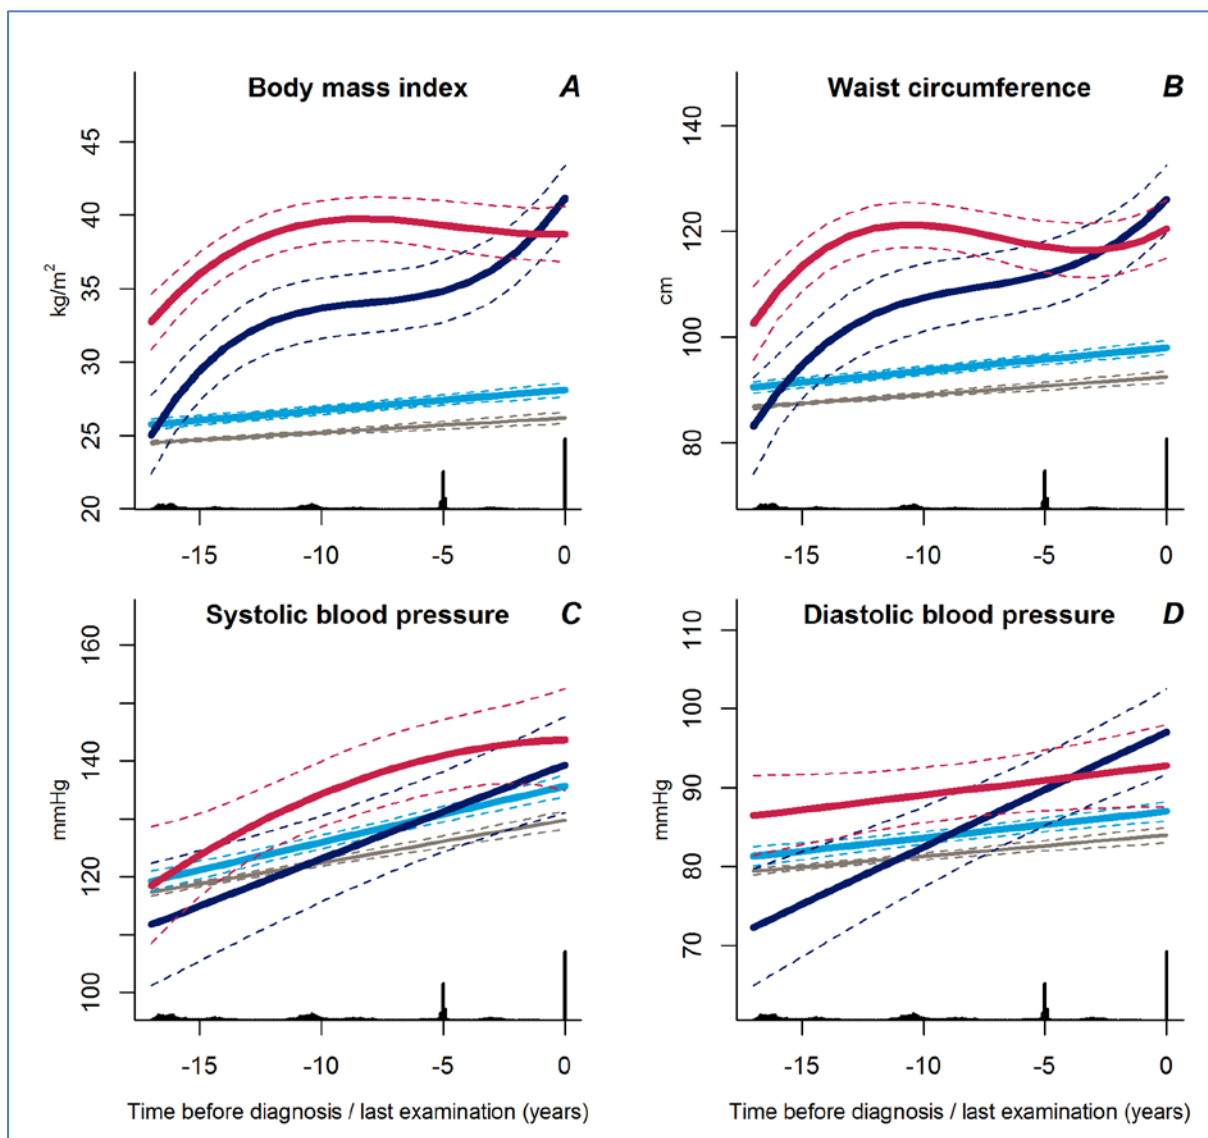 Body mass index A
kg/m²
45
40
35
30
25
20
-15 -10 -5 0
Waist circumference B
cm
140
120
100
80
-15 -10 -5 0
Systolic blood pressure C
mmHg
160
140
120
100
-15 -10 -5 0
Time before diagnosis / last examination (years)
Diastolic blood pressure D
mmHg
110
100
90
80
70
-15 -10 -5 0
Time before diagnosis / last examination (years)